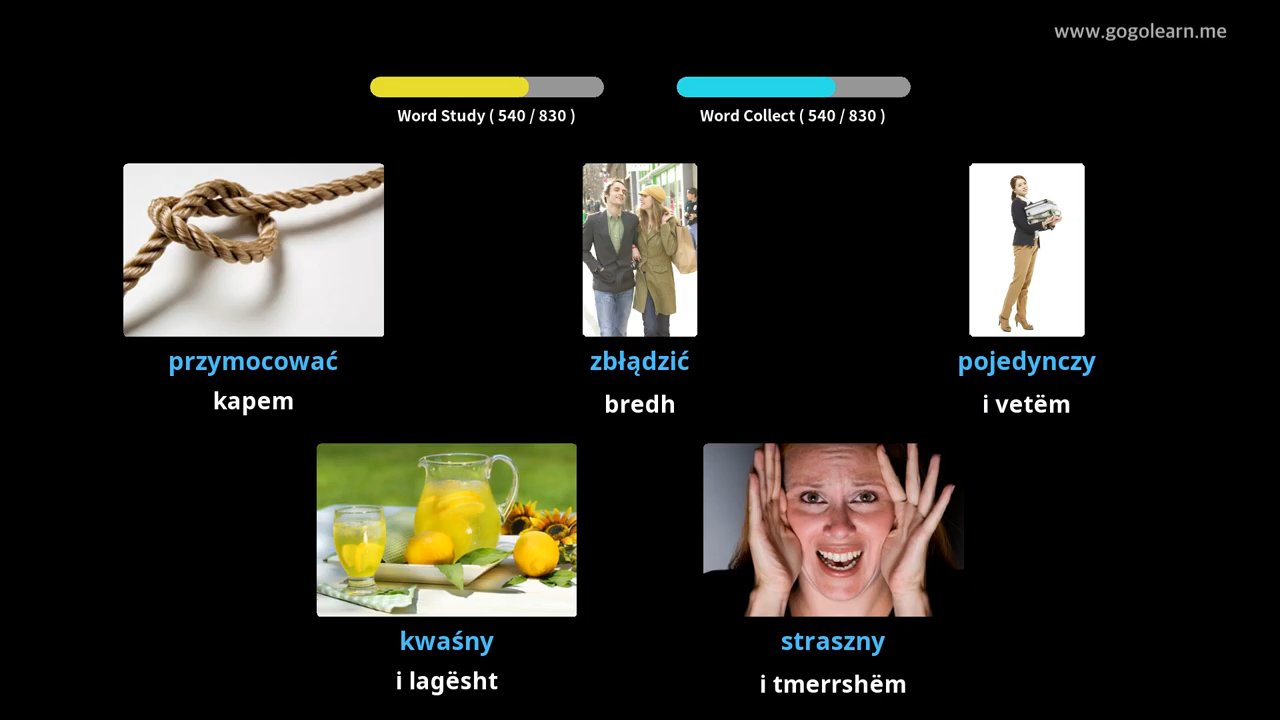 www.gogolearn.me
Word Study ( 540 / 830 )
Word Collect ( 540 / 830 )
przymocować
kapem
zbłądzić
bredh
pojedynczy
i vetëm
kwaśny
i lagësht
straszny
i tmerrshëm